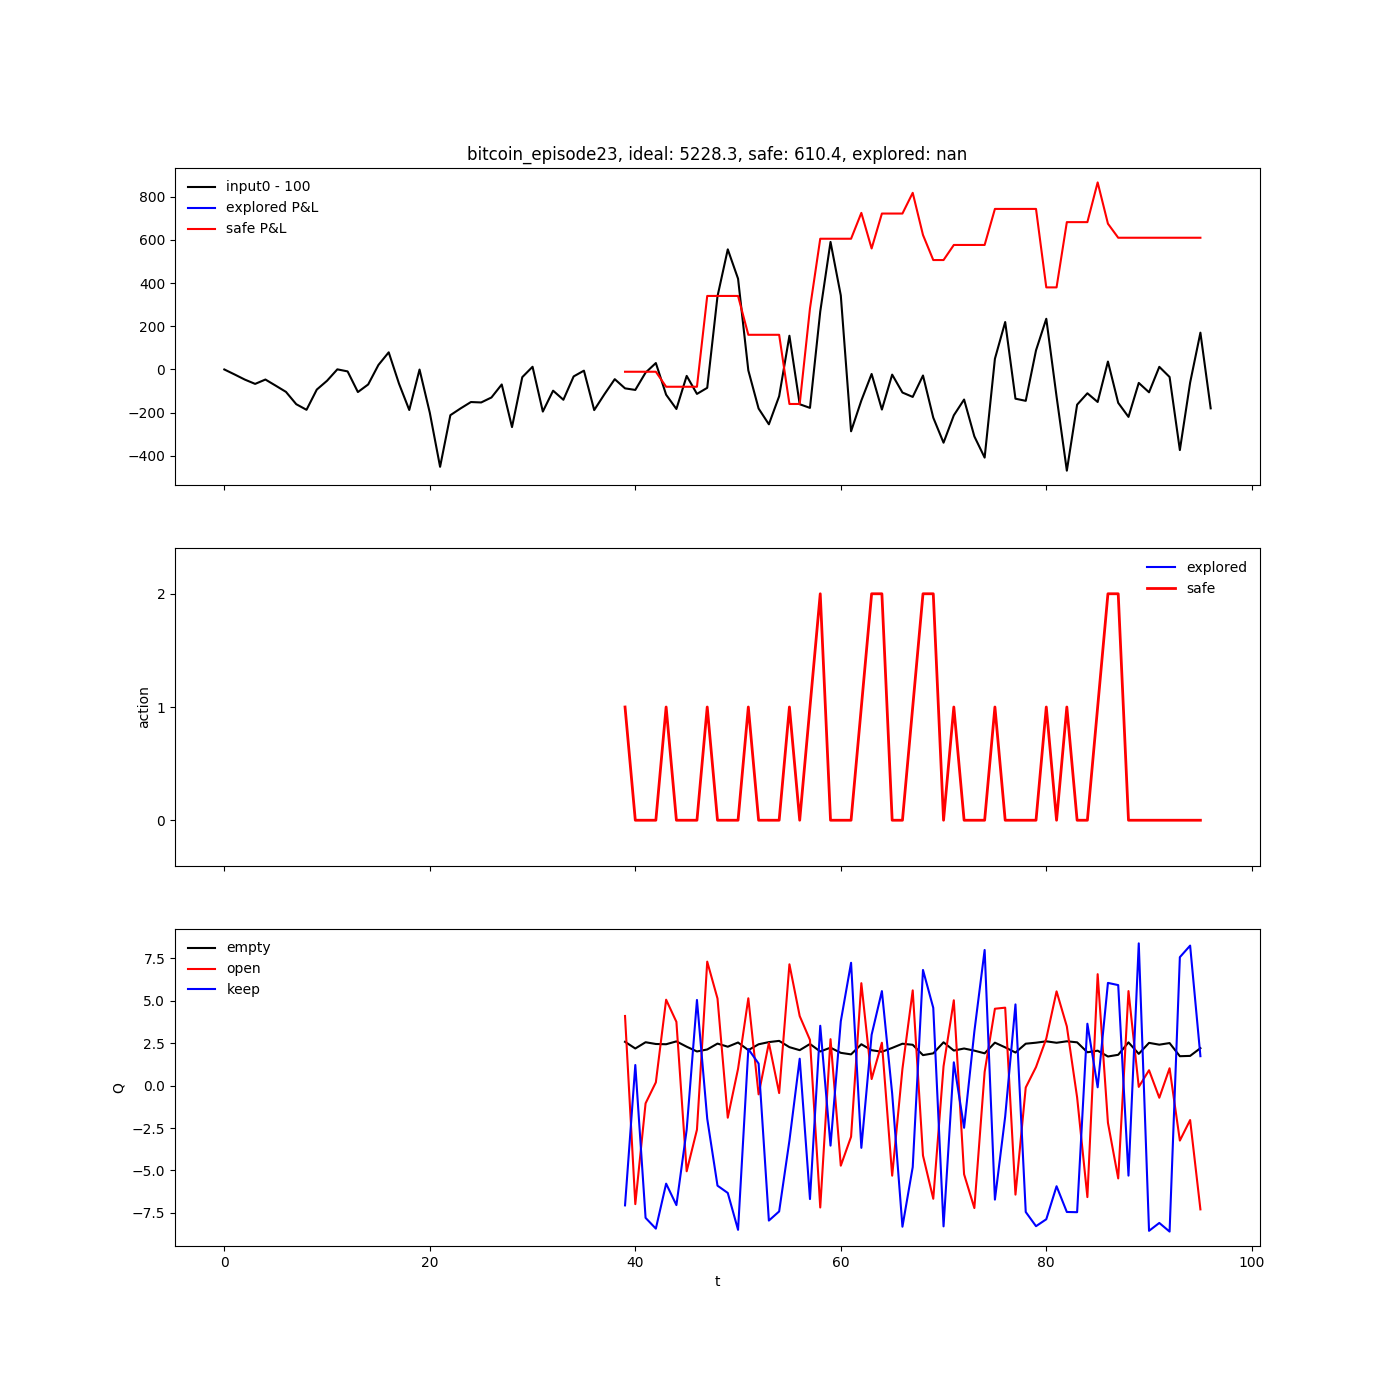 bitcoin_episode23, ideal: 5228.3, safe: 610.4, explored: nan
input0 - 100
explored P&L
safe P&L
800
600
400
200
0
−200
−400
explored
safe
action
2
1
0
empty
open
keep
Q
7.5
5.0
2.5
0.0
−2.5
−5.0
−7.5
0 20 40 60 80 100
t